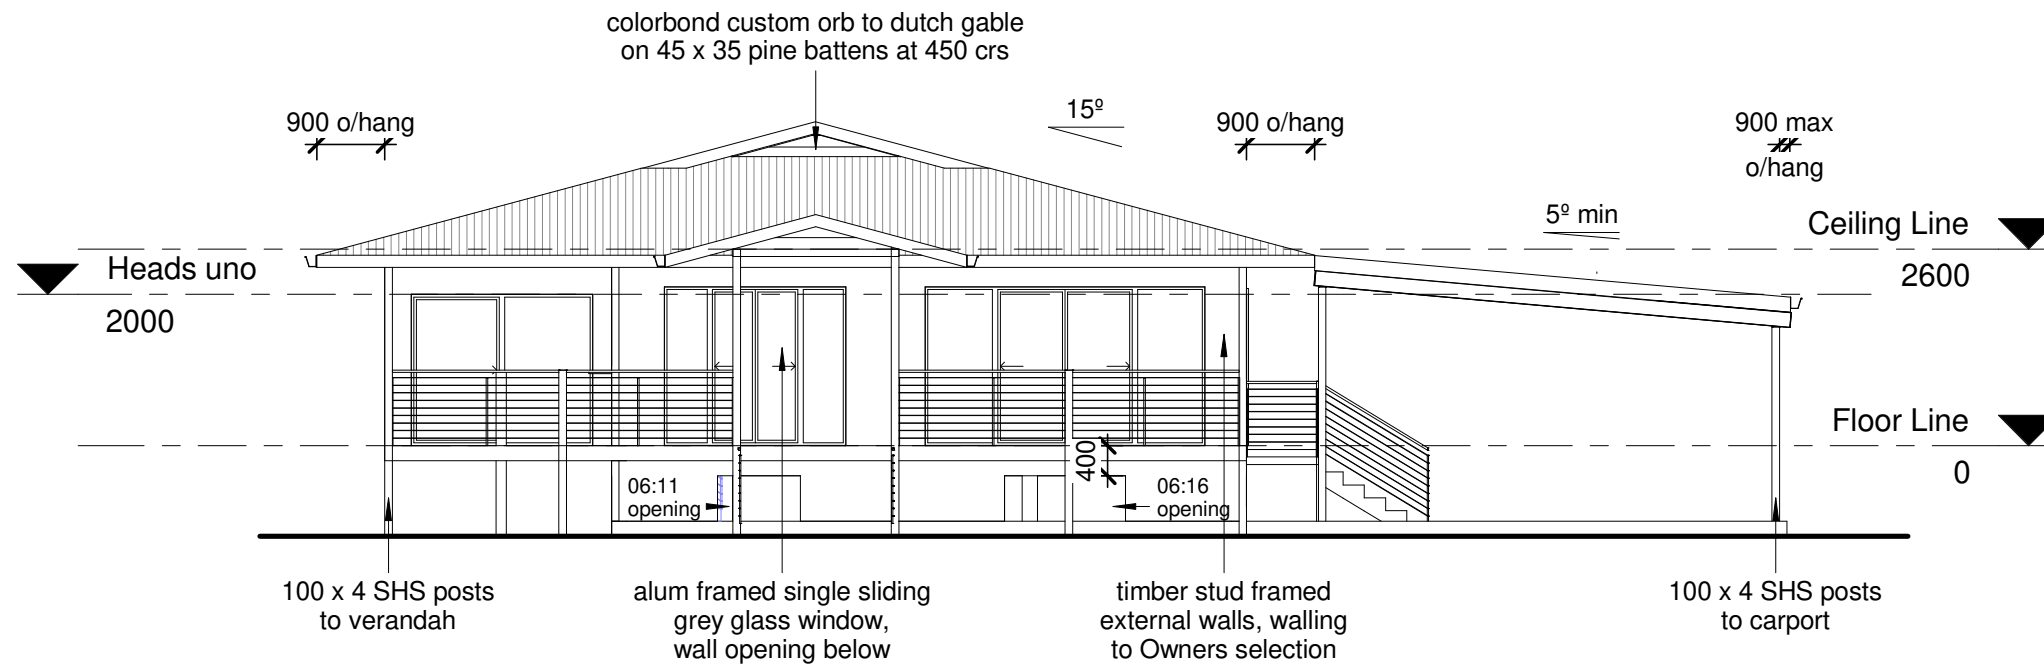 colorbond custom orb to dutch gable
on 45 x 35 pine battens at 450 crs
900 o/hang
15º
900 o/hang
900 max
o/hang
5º min
Ceiling Line
2600
Heads uno
2000
Floor Line
0
400
06:11
opening
06:16
opening
100 x 4 SHS posts
to verandah
alum framed single sliding
grey glass window,
wall opening below
timber stud framed
external walls, walling
to Owners selection
100 x 4 SHS posts
to carport